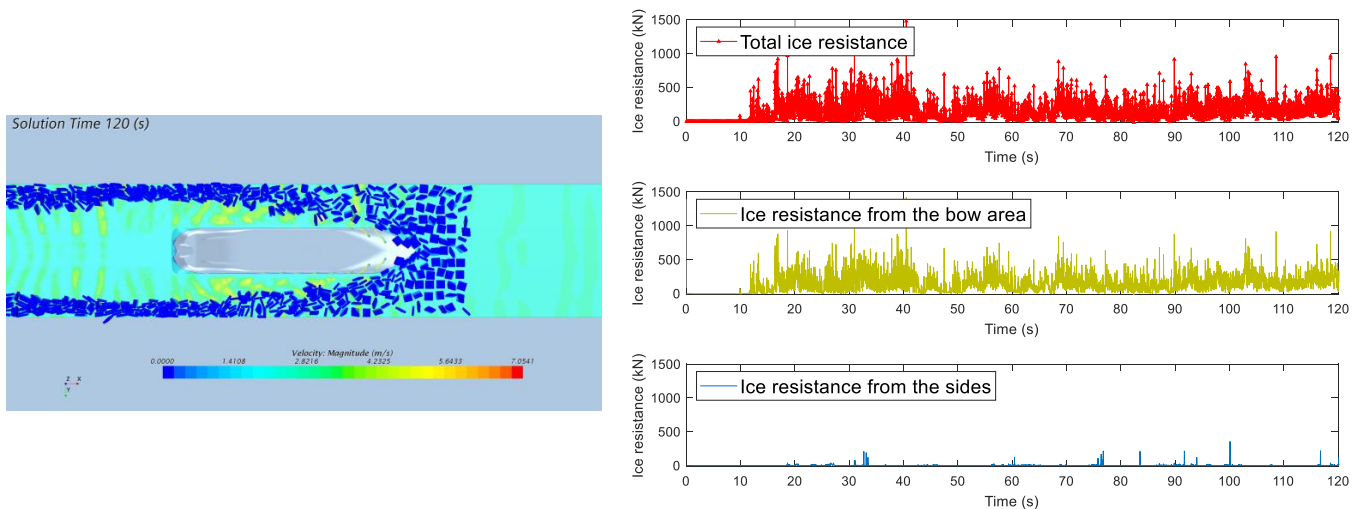 Solution Time 120 (s)
Velocity: Magnitude (m/s)
0.0000 1.4108 2.8216 4.2325 5.6433 7.0541
Z X
Y
Ice resistance (kN)
1500
1000
500
0
Total ice resistance
0 10 20 30 40 50 60 70 80 90 100 110 120
Time (s)
Ice resistance (kN)
1500
1000
500
0
Ice resistance from the bow area
0 10 20 30 40 50 60 70 80 90 100 110 120
Time (s)
Ice resistance (kN)
1500
1000
500
0
Ice resistance from the sides
0 10 20 30 40 50 60 70 80 90 100 110 120
Time (s)